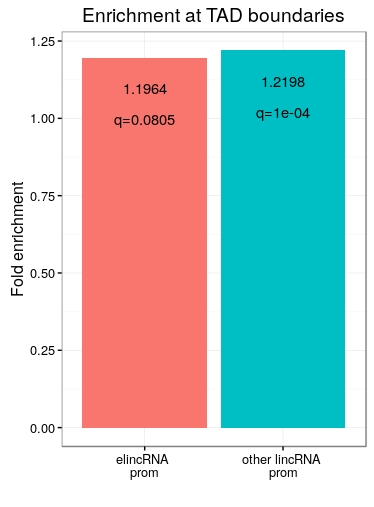 Enrichment at TAD boundaries
Fold enrichment
1.25
1.00
0.75
0.50
0.25
0.00
1.1964
q=0.0805
1.2198
q=1e-04
elincRNA
prom
other lincRNA
prom